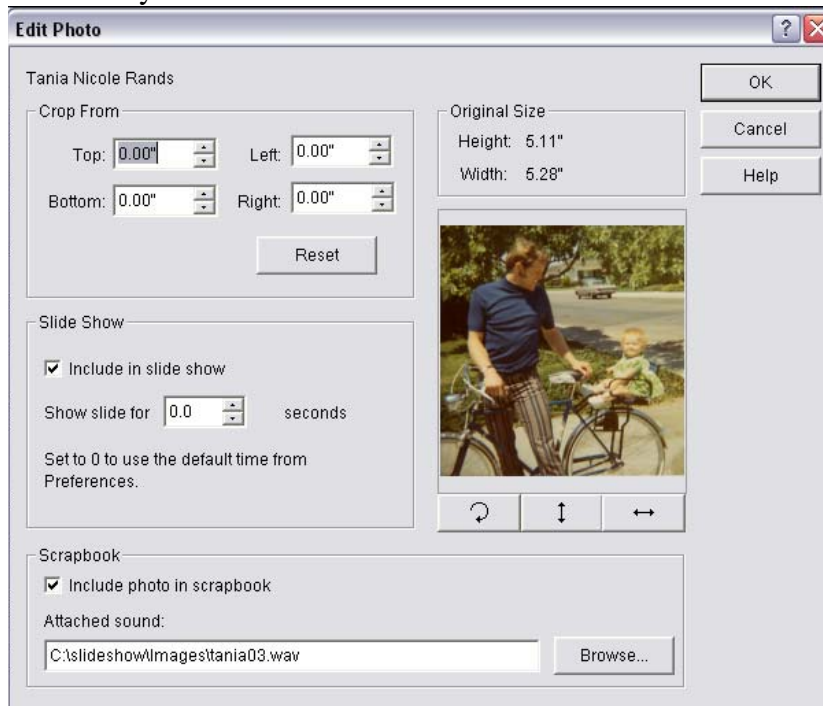 Edit Photo
Tania Nicole Rands
Crop From
Top: 0.00" Left: 0.00"
Bottom: 0.00" Right: 0.00"
Reset
Original Size
Height: 5.11"
Width: 5.28"
OK
Cancel
Help
Slide Show
Include in slide show
Show slide for 0.0 seconds
Set to 0 to use the default time from
Preferences.
Scrapbook
Include photo in scrapbook
Attached sound:
C:\slideshow\Images\tania03.wav Browse...